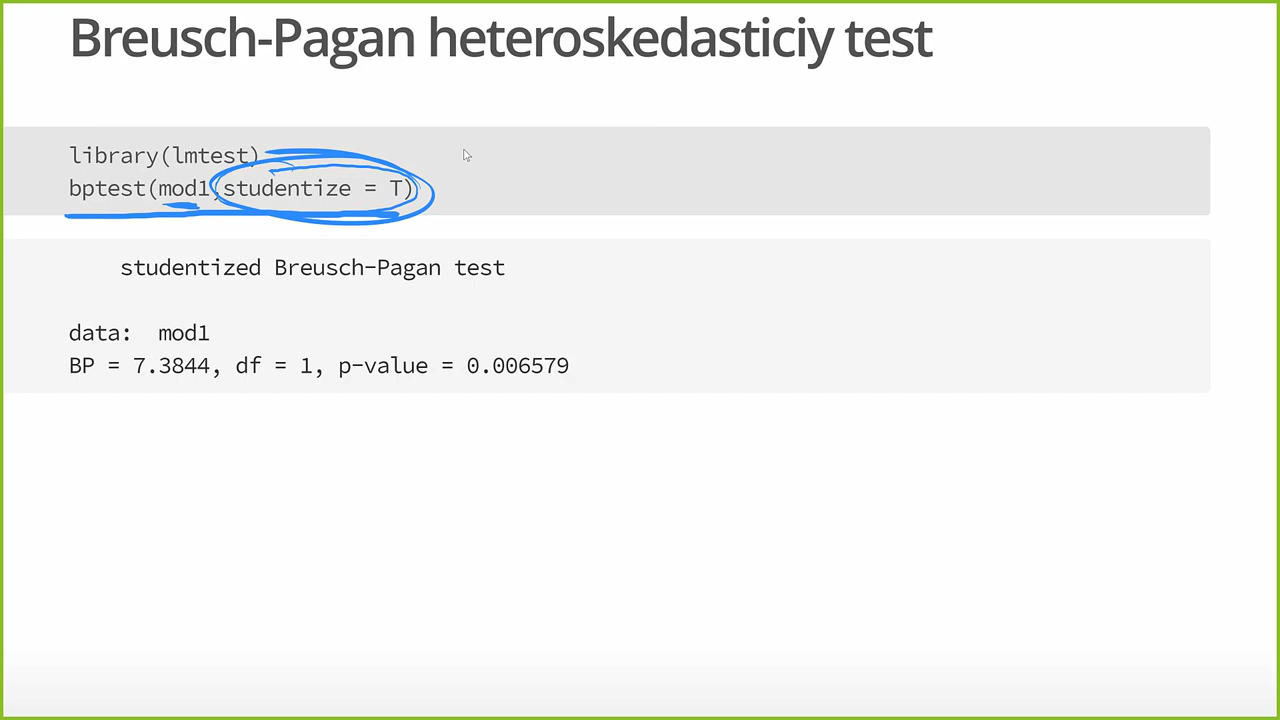 Breusch-Pagan heteroskedasticiy test
library(lmtest)
bptest(mod1,studentize = T)
studentized Breusch-Pagan test
data:  mod1
BP = 7.3844, df = 1, p-value = 0.006579